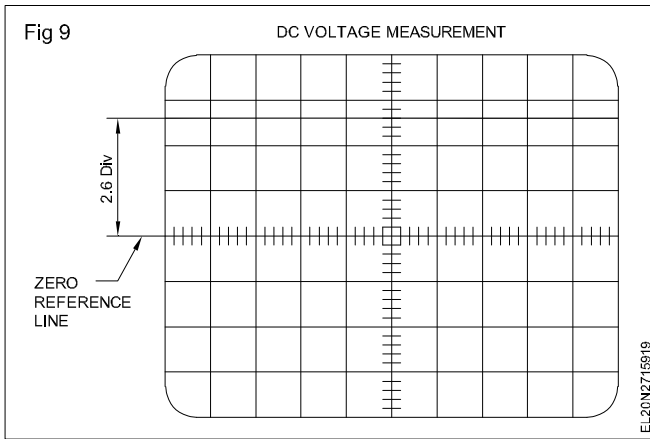 Fig 9
DC VOLTAGE MEASUREMENT
2.6 Div
ZERO
REFERENCE
LINE
EL20N2715919